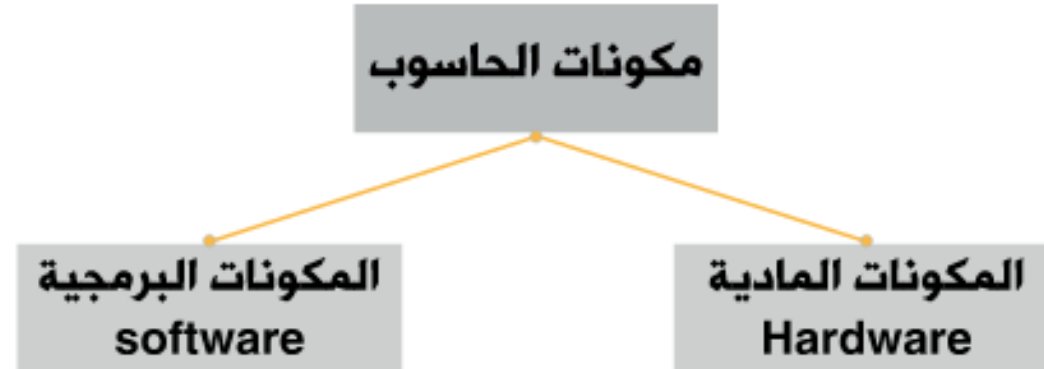 مكونات الحاسوب
المكونات المادية
Hardware
المكونات البرمجية
software